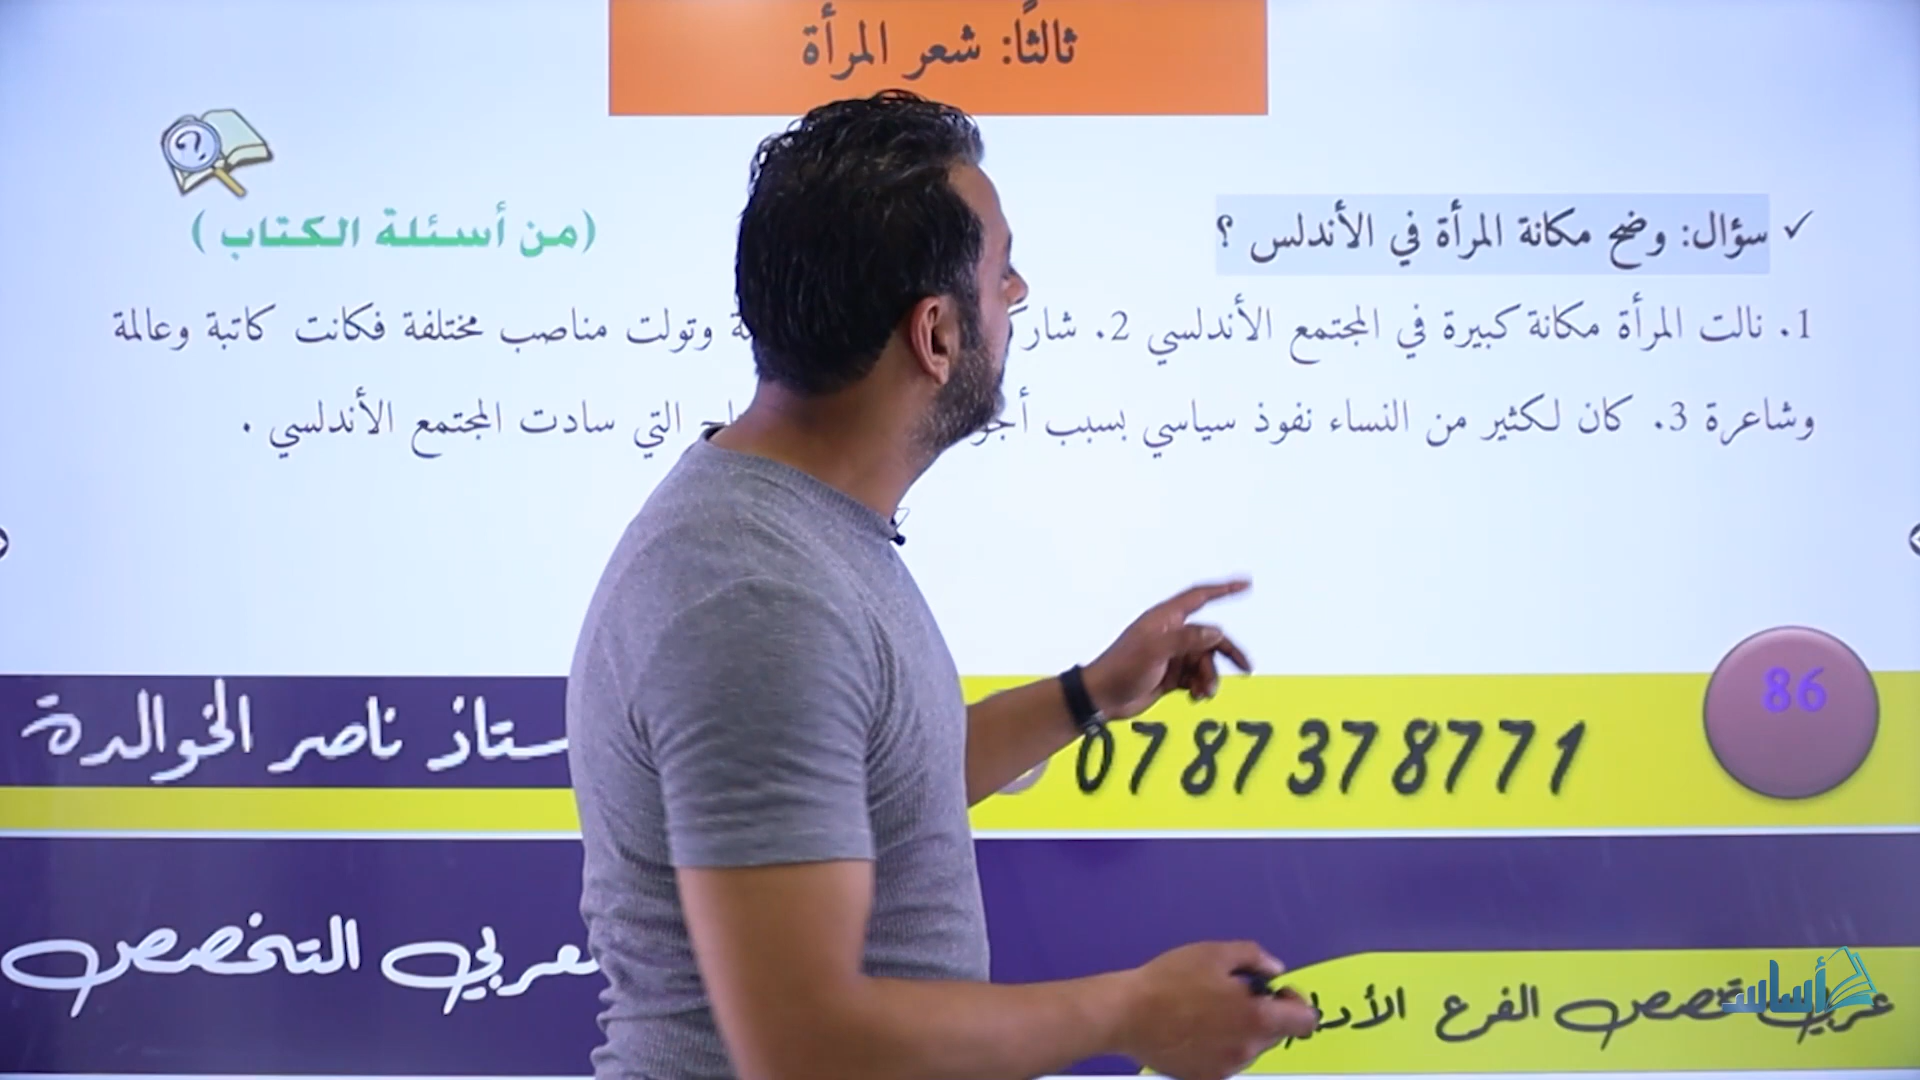 ثالثًا: شعر المرأة
✓ سؤال: وضح مكانة المرأة في الأندلس ؟
(من أسئلة الكتاب )
1. نالت المرأة مكانة كبيرة في المجتمع الأندلسي 2. وتولت مناصب مختلفة فكانت كاتبة وعالمة
وشاعرة 3. كان لكثير من النساء نفوذ سياسي بسبب التي سادت المجتمع الأندلسي .
86
0787378771
ناصر الخوالدة
التخصص
عربي تخصص الفرع
أساس